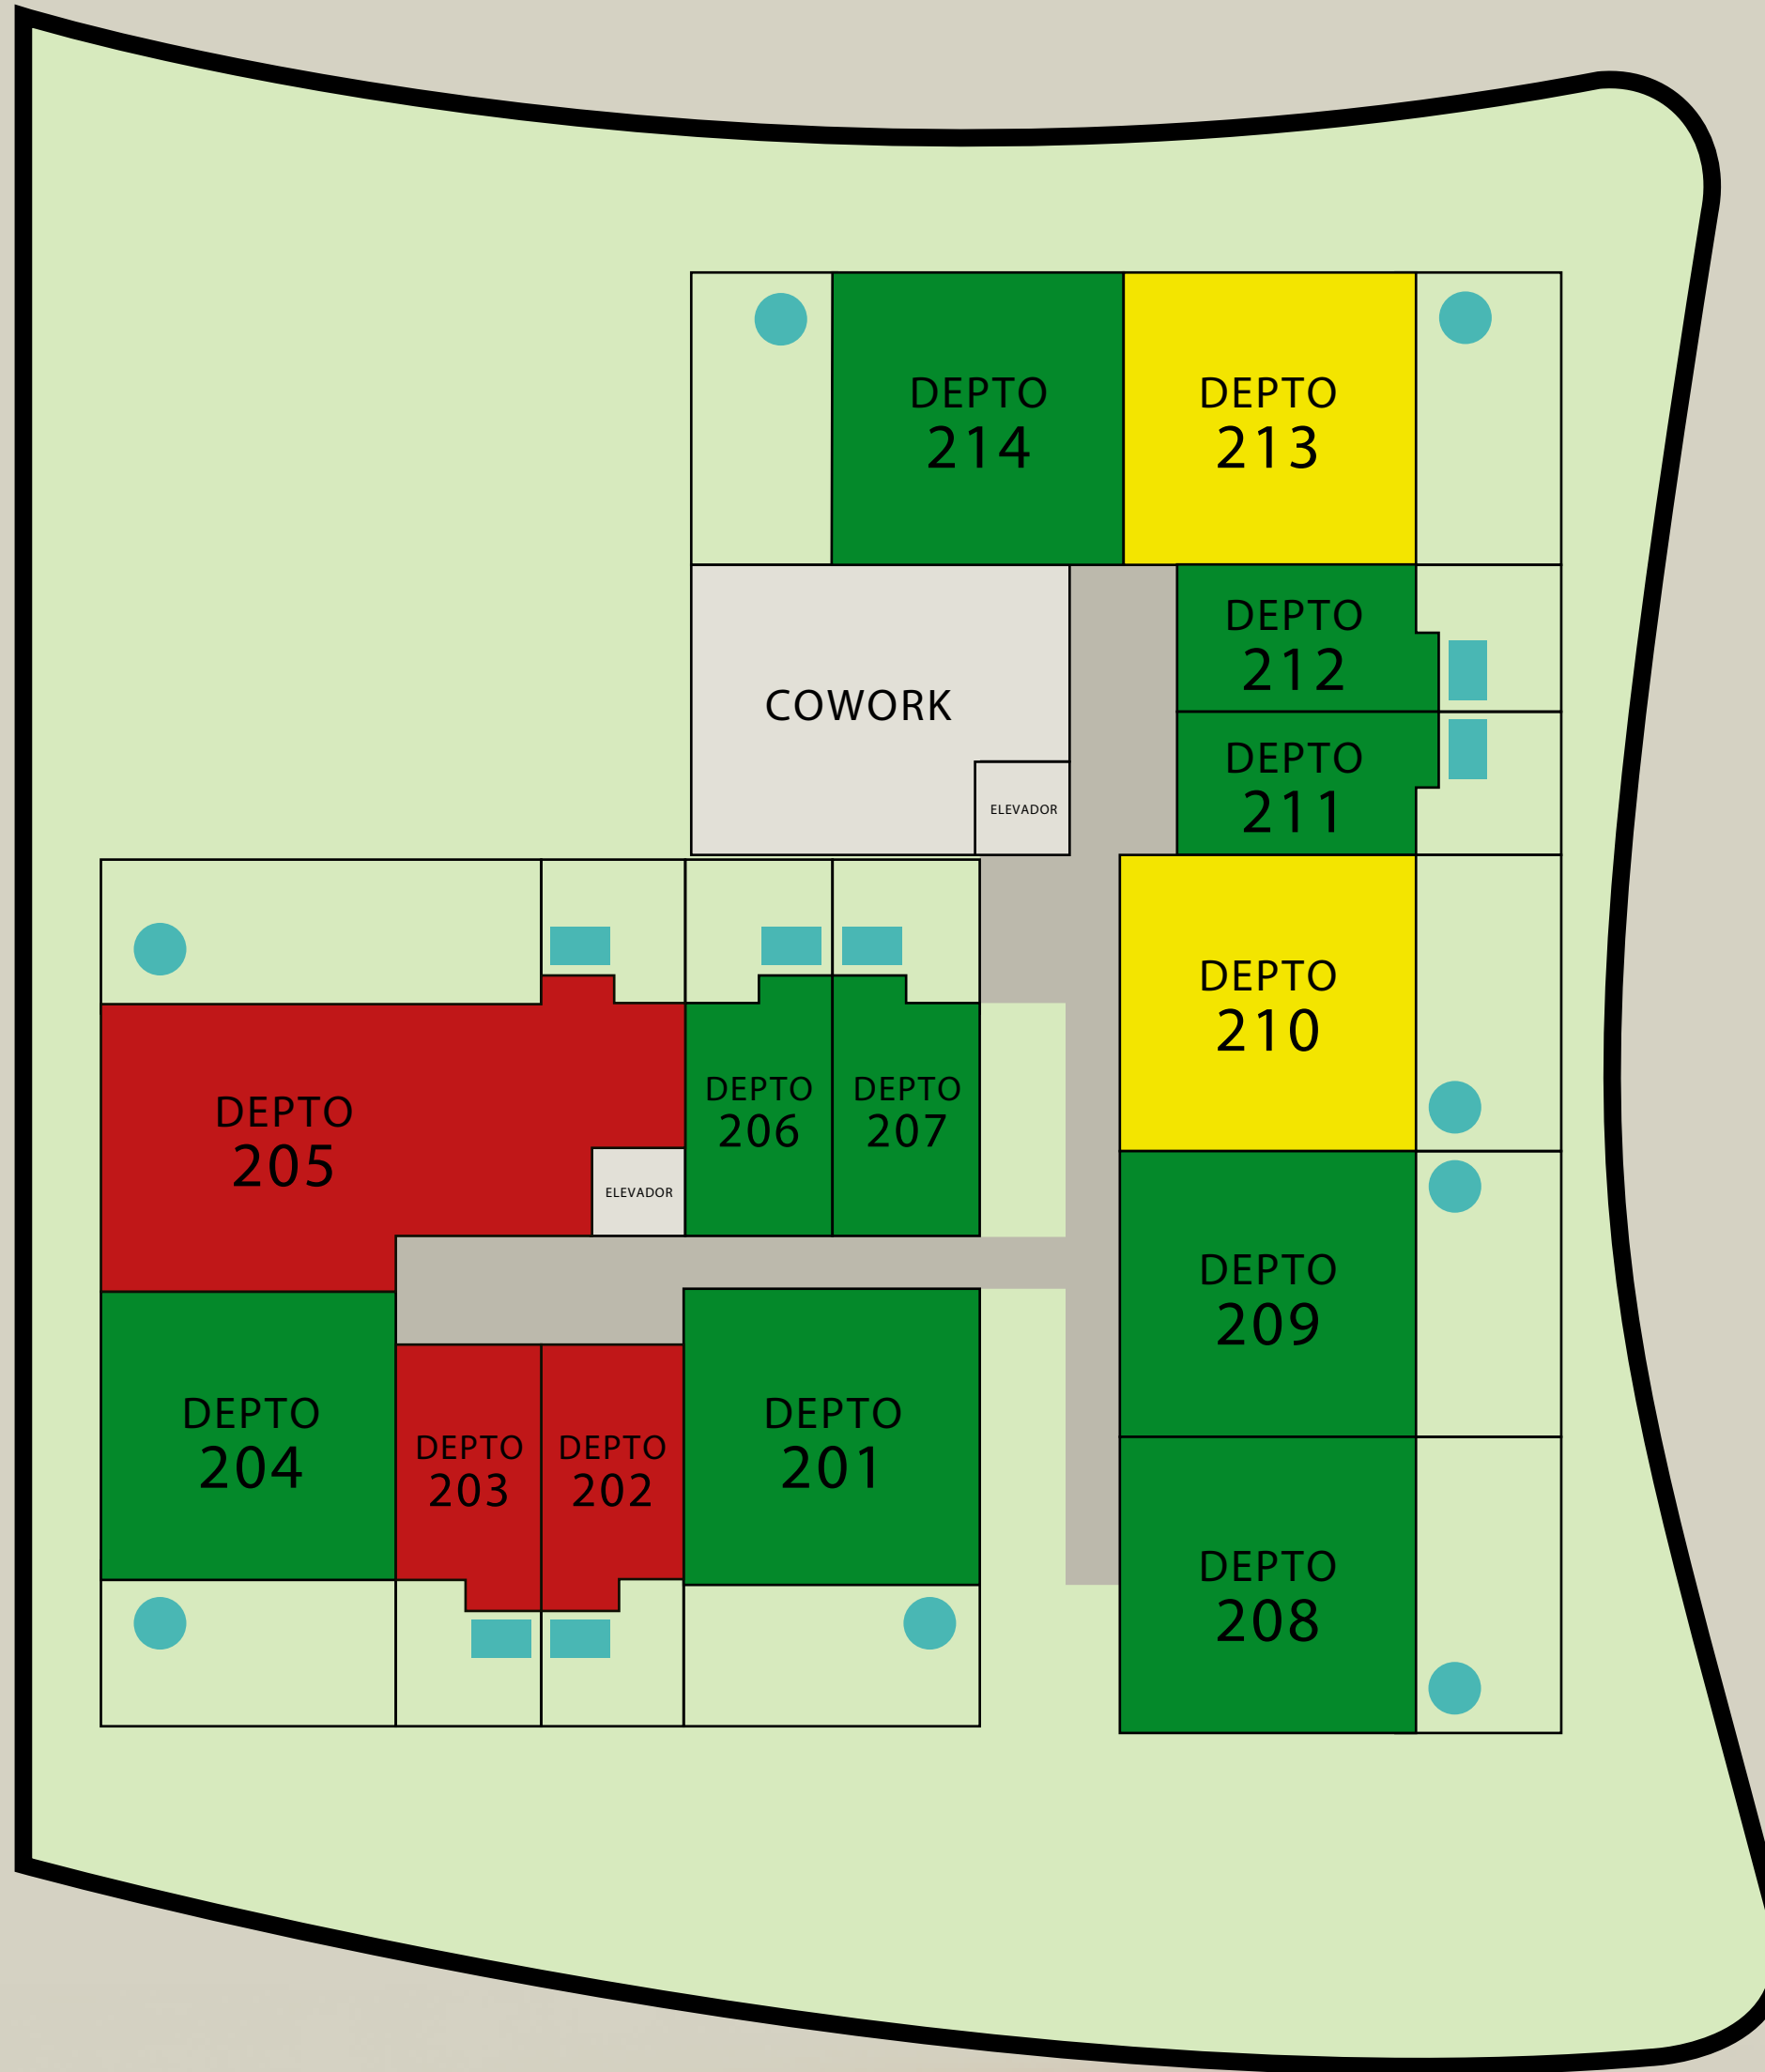 DEPTO
214
DEPTO
213
DEPTO
212
COWORK
DEPTO
211
ELEVADOR
DEPTO
210
DEPTO
205
DEPTO
206
DEPTO
207
ELEVADOR
DEPTO
209
DEPTO
204
DEPTO
203
DEPTO
202
DEPTO
201
DEPTO
208